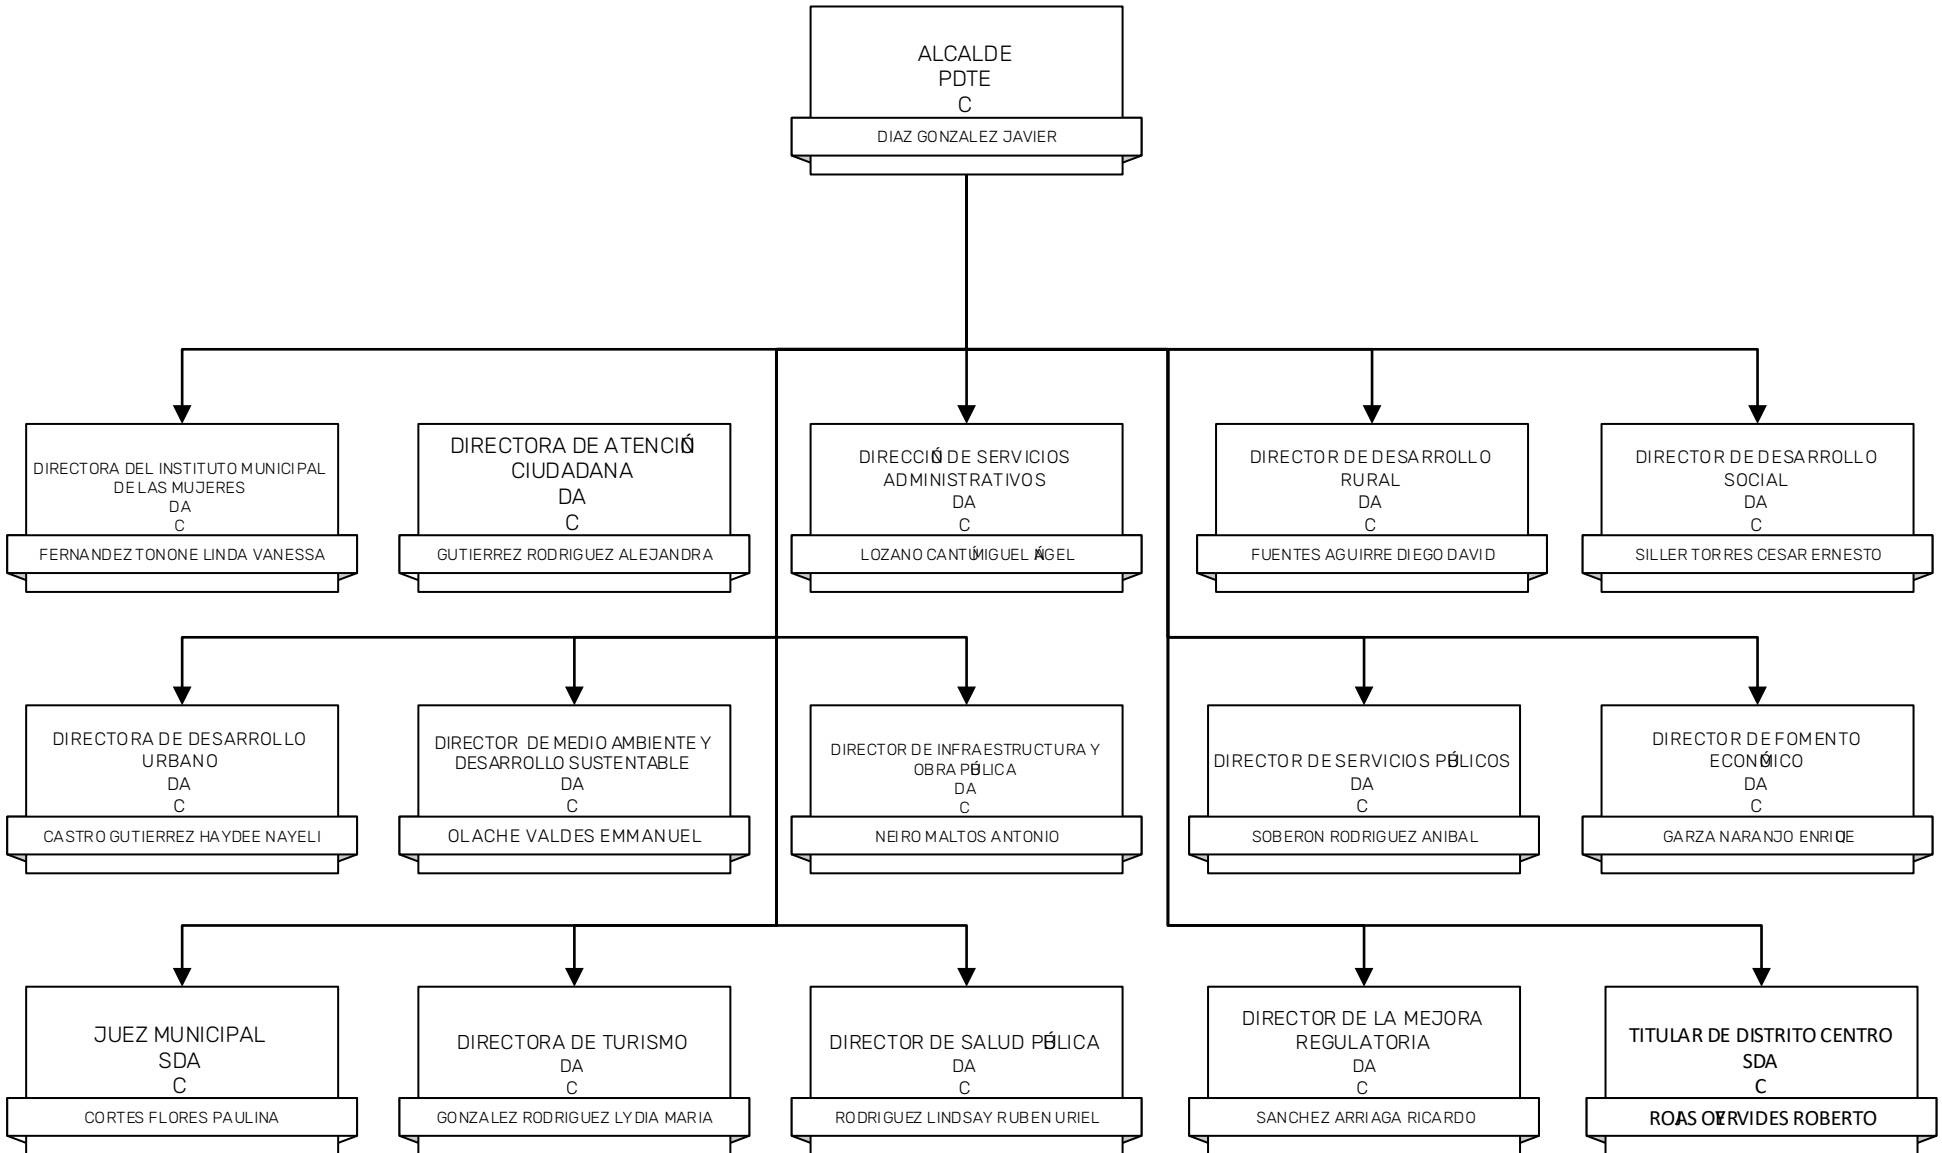 ALCALDE
PDTE
C
DIAZ GONZALEZ JAVIER
DIRECTORA DEL INSTITUTO MUNICIPAL
DE LAS MUJERES
DA
C
FERNANDEZ TONONE LINDA VANESSA
DIRECTORA DE ATENCIÓN
CIUDADANA
DA
C
GUTIERREZ RODRIGUEZ ALEJANDRA
DIRECCIÓN DE SERVICIOS
ADMINISTRATIVOS
DA
C
LOZANO CANTÚ MIGUEL ÁNGEL
DIRECTOR DE DESARROLLO
RURAL
DA
C
FUENTES AGUIRRE DIEGO DAVID
DIRECTOR DE DESARROLLO
SOCIAL
DA
C
SILLER TORRES CESAR ERNESTO
DIRECTORA DE DESARROLLO
URBANO
DA
C
CASTRO GUTIERREZ HAYDEE NAYELI
DIRECTOR DE MEDIO AMBIENTE Y
DESARROLLO SUSTENTABLE
DA
C
OLACHE VALDES EMMANUEL
DIRECTOR DE INFRAESTRUCTURA Y
OBRA PÚBLICA
DA
C
NEIRO MALTOS ANTONIO
DIRECTOR DE SERVICIOS PÚBLICOS
DA
C
SOBERON RODRIGUEZ ANIBAL
DIRECTOR DE FOMENTO
ECONÓMICO
DA
C
GARZA NARANJO ENRIQUE
JUEZ MUNICIPAL
SDA
C
CORTES FLORES PAULINA
DIRECTORA DE TURISMO
DA
C
GONZALEZ RODRIGUEZ LYDIA MARIA
DIRECTOR DE SALUD PÚBLICA
DA
C
RODRIGUEZ LINDSAY RUBEN URIEL
DIRECTOR DE LA MEJORA
REGULATORIA
DA
C
SANCHEZ ARRIAGA RICARDO
TITULAR DE DISTRITO CENTRO
SDA
C
ROJAS OYERVIDES ROBERTO